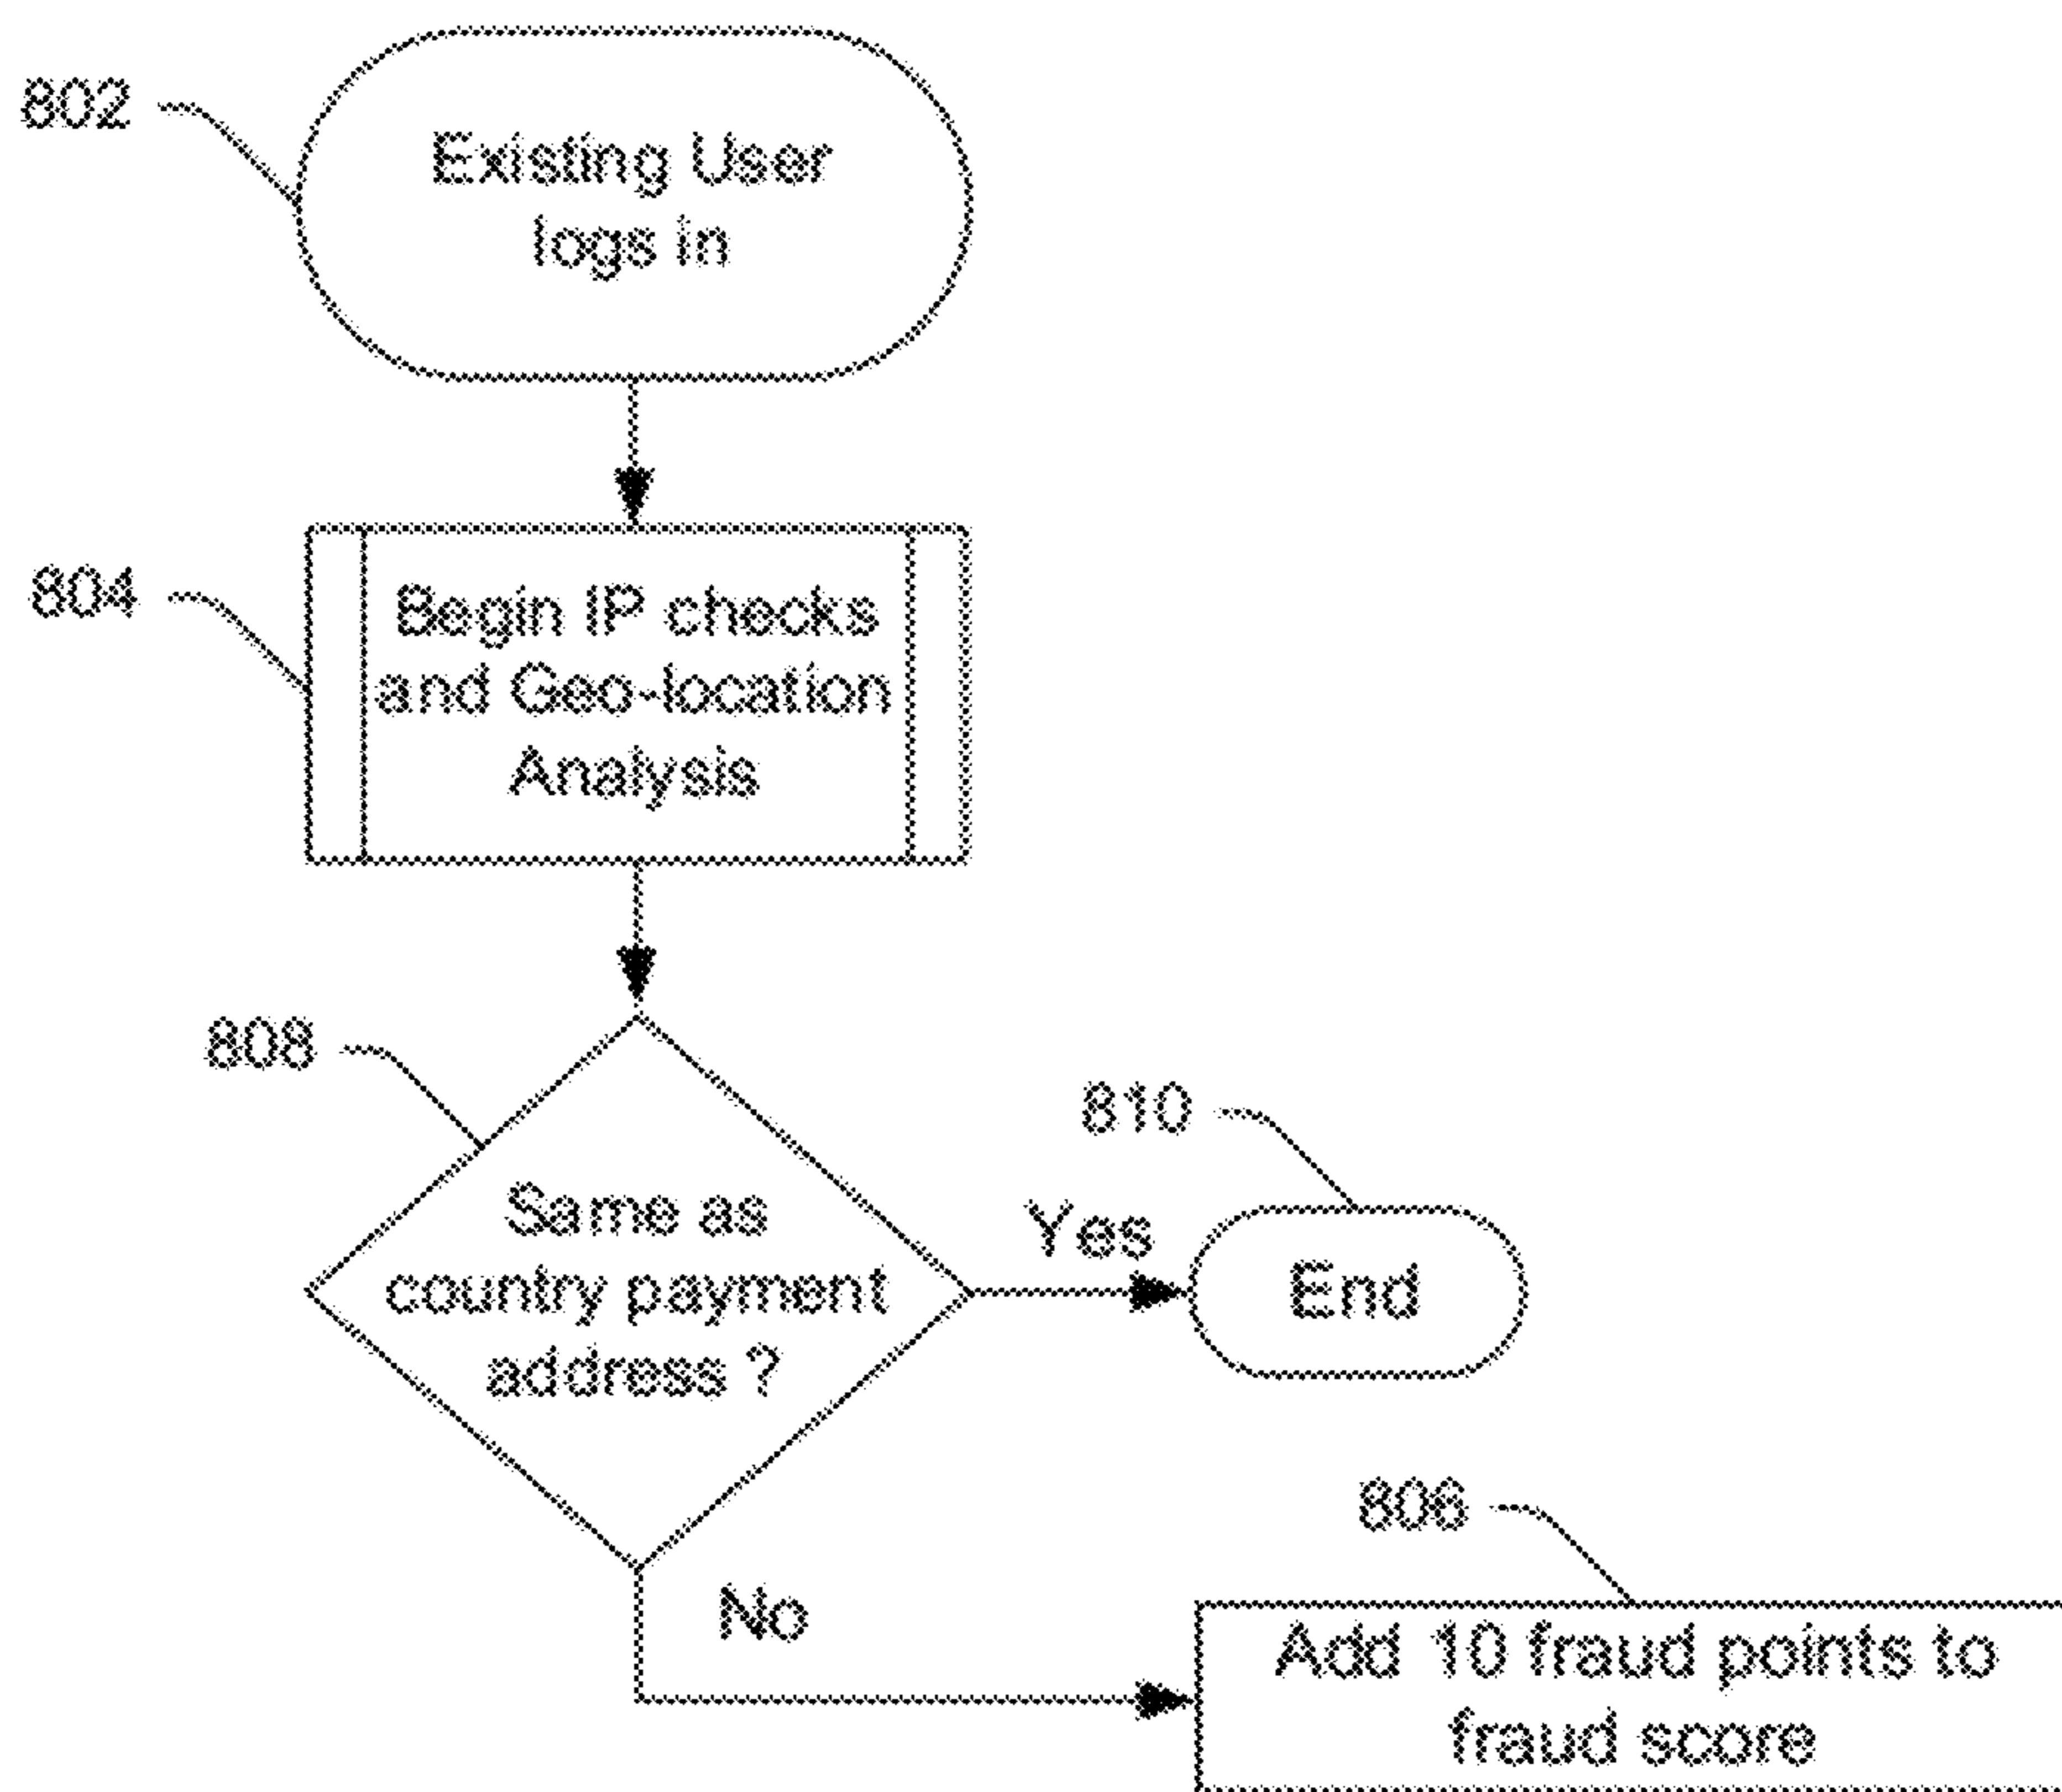 802
Existing User
logs in
804
Begin IP checks
and Geo-location
Analysis
808
Same as
country payment
address ?
Yes
810
End
No
806
Add 10 fraud points to
fraud score